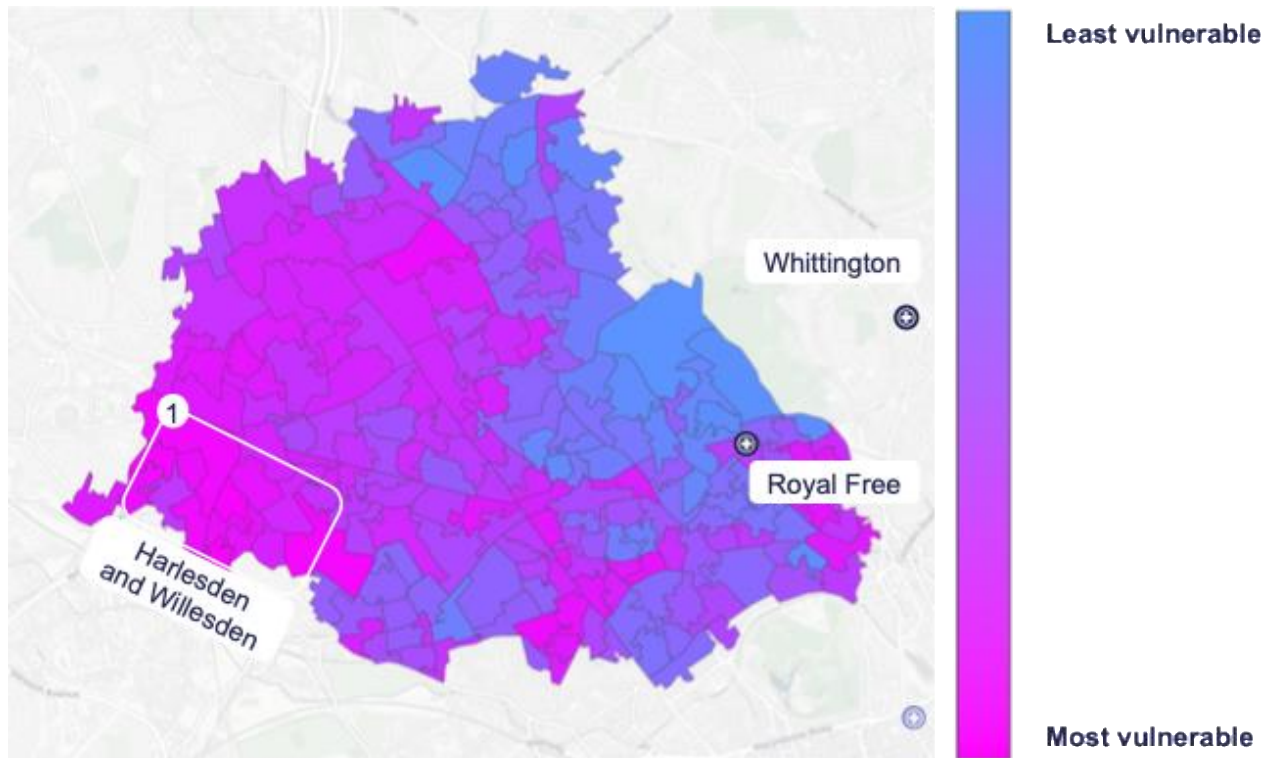 Least vulnerable
Whittington
1
Royal Free
Harlesden
and Willesden
Most vulnerable